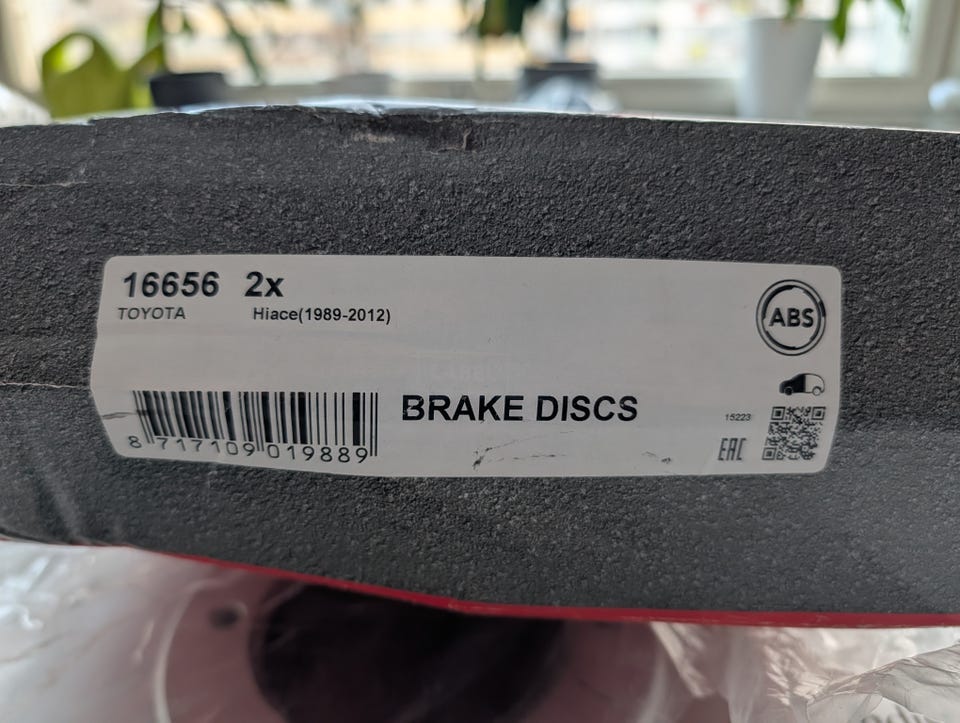 16656 2x
TOYOTA Hiace(1989-2012)
ABS
BRAKE DISCS
15223
8 717109 019889
EAC